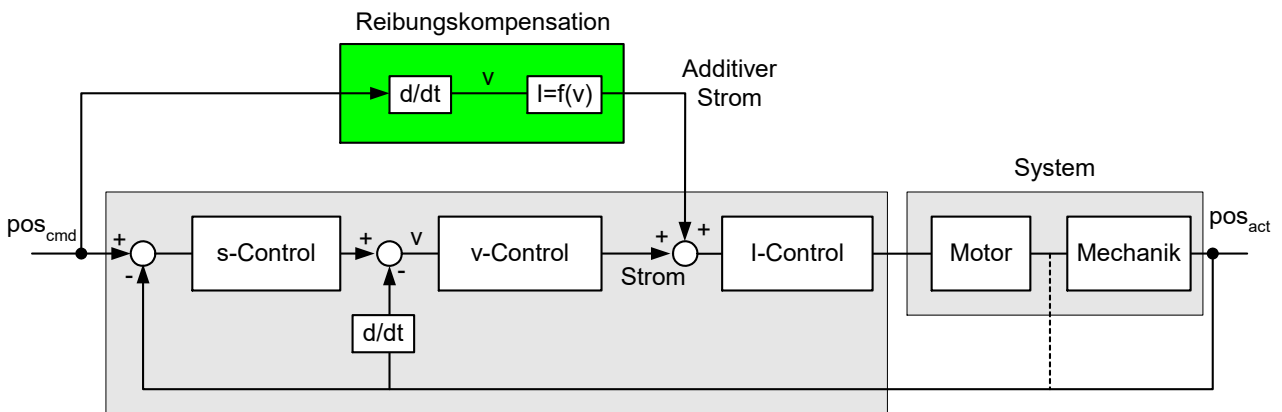 Reibungskompensation
d/dt
v
I=f(v)
Additiver
Strom
System
pos_cmd
+
-
s-Control
+
-
v
v-Control
+
Strom
+
I-Control
Motor
Mechanik
pos_act
d/dt